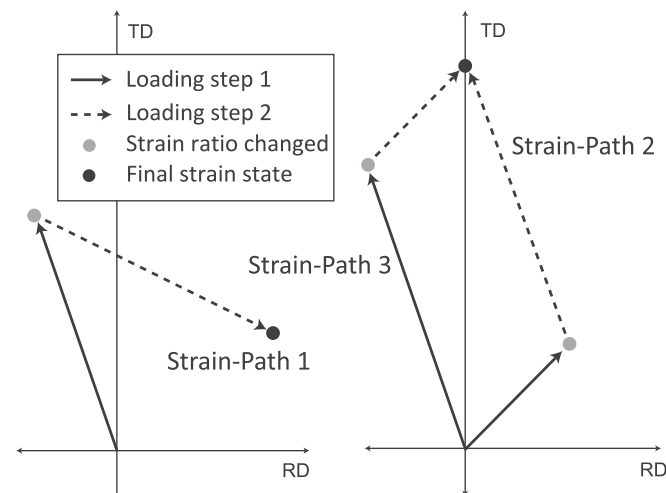 TD
Loading step 1
Loading step 2
Strain ratio changed
Final strain state
Strain-Path 1
RD
TD
Strain-Path 2
Strain-Path 3
RD